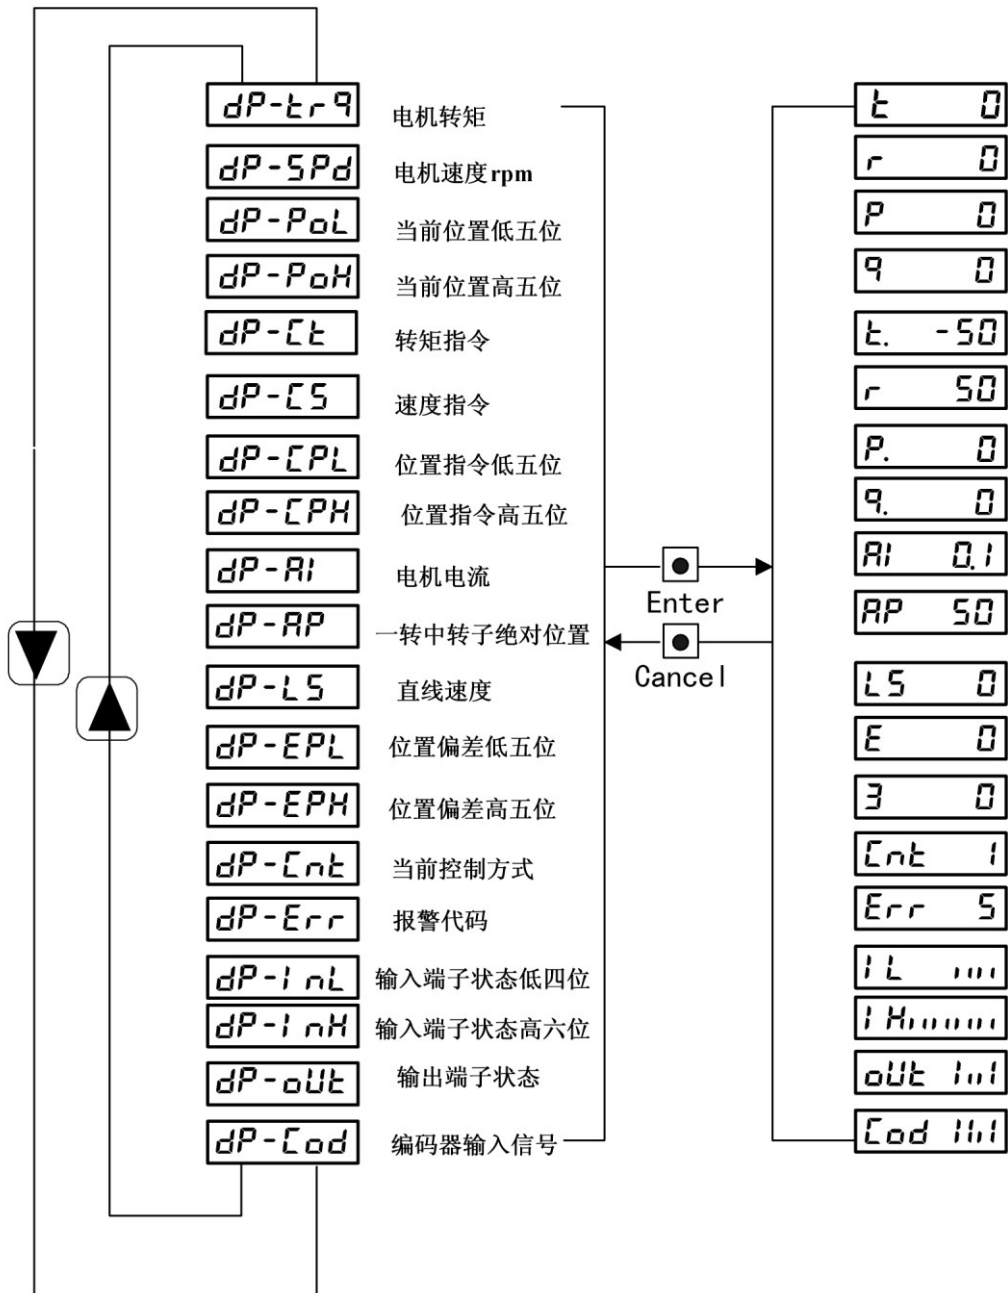 dP-trq 电机转矩 t 0
dP-SPd 电机速度rpm r 0
dP-PoL 当前位置低五位 P 0
dP-PoH 当前位置高五位 q 0
dP-Ct 转矩指令 t. -50
dP-CS 速度指令 r 50
dP-CPL 位置指令低五位 P. 0
dP-CPH 位置指令高五位 q. 0
dP-AI 电机电流 AI 0.1
Enter
dP-AP 一转中转子绝对位置 AP 50
Cancel
dP-LS 直线速度 LS 0
dP-EPL 位置偏差低五位 E 0
dP-EPH 位置偏差高五位 3 0
dP-Cnt 当前控制方式 Cnt 1
dP-Err 报警代码 Err 5
dP-InL 输入端子状态低四位 IL ıııı
dP-InH 输入端子状态高六位 IH ıııııı
dP-oUt 输出端子状态 oUt
dP-Cod 编码器输入信号 Cod